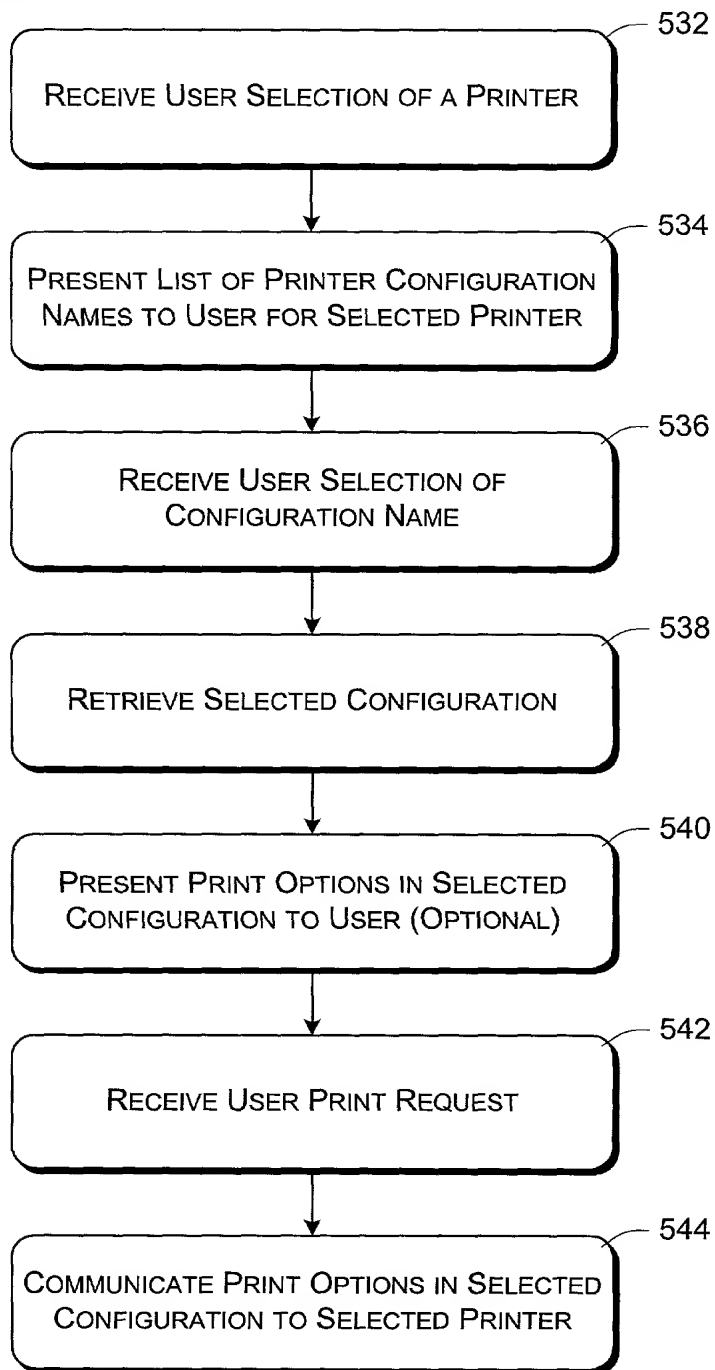 532
RECEIVE USER SELECTION OF A PRINTER
534
PRESENT LIST OF PRINTER CONFIGURATION
NAMES TO USER FOR SELECTED PRINTER
536
RECEIVE USER SELECTION OF
CONFIGURATION NAME
538
RETRIEVE SELECTED CONFIGURATION
540
PRESENT PRINT OPTIONS IN SELECTED
CONFIGURATION TO USER (OPTIONAL)
542
RECEIVE USER PRINT REQUEST
544
COMMUNICATE PRINT OPTIONS IN SELECTED
CONFIGURATION TO SELECTED PRINTER